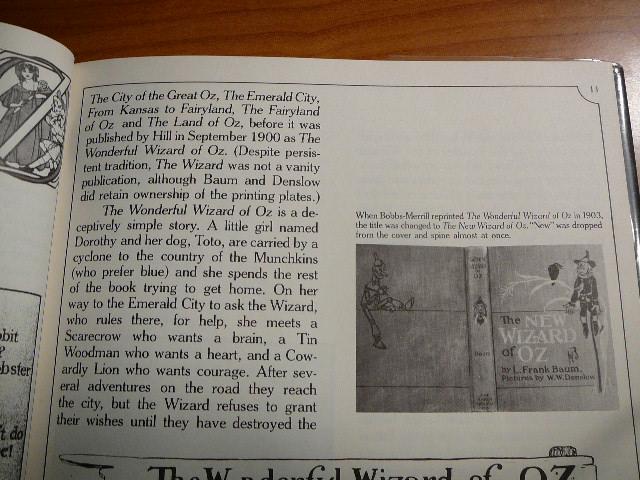 11
The City of the Great Oz, The Emerald City,
From Kansas to Fairyland, The Fairyland
of Oz and The Land of Oz, before it was
published by Hill in September 1900 as The
Wonderful Wizard of Oz. (Despite persis-
tent tradition, The Wizard was not a vanity
publication, although Baum and Denslow
did retain ownership of the printing plates.)
The Wonderful Wizard of Oz is a de-
ceptively simple story. A little girl named
Dorothy and her dog, Toto, are carried by a
cyclone to the country of the Munchkins
(who prefer blue) and she spends the rest
of the book trying to get home. On her
way to the Emerald City to ask the Wizard,
who rules there, for help, she meets a
Scarecrow who wants a brain, a Tin
Woodman who wants a heart, and a Cow-
ardly Lion who wants courage. After sev-
eral adventures on the road they reach
the city, but the Wizard refuses to grant
their wishes until they have destroyed the
When Bobbs-Merrill reprinted The Wonderful Wizard of Oz in 1903,
the title was changed to The New Wizard of Oz. "New" was dropped
from the cover and spine almost at once.
The NEW
WIZARD
of OZ
by L. Frank Baum.
Pictures by W.W. Denslow
Baum
The Wonderful Wizard of OZ